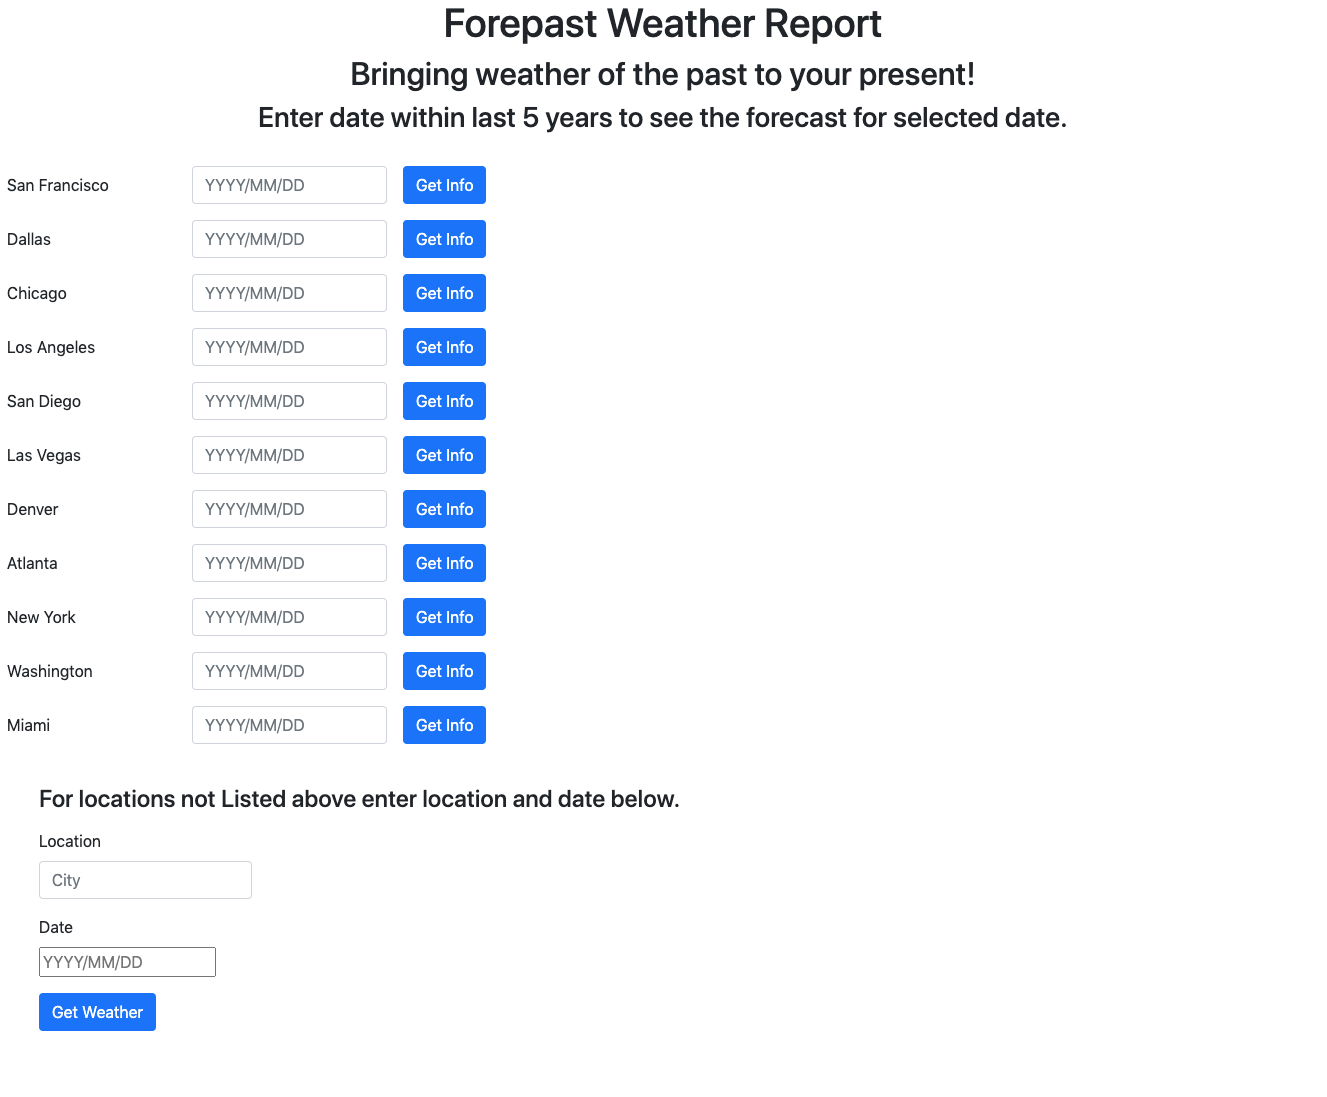 Forepast Weather Report
Bringing weather of the past to your present!
Enter date within last 5 years to see the forecast for selected date.
San Francisco YYYY/MM/DD Get Info
Dallas YYYY/MM/DD Get Info
Chicago YYYY/MM/DD Get Info
Los Angeles YYYY/MM/DD Get Info
San Diego YYYY/MM/DD Get Info
Las Vegas YYYY/MM/DD Get Info
Denver YYYY/MM/DD Get Info
Atlanta YYYY/MM/DD Get Info
New York YYYY/MM/DD Get Info
Washington YYYY/MM/DD Get Info
Miami YYYY/MM/DD Get Info
For locations not Listed above enter location and date below.
Location
City
Date
YYYY/MM/DD
Get Weather